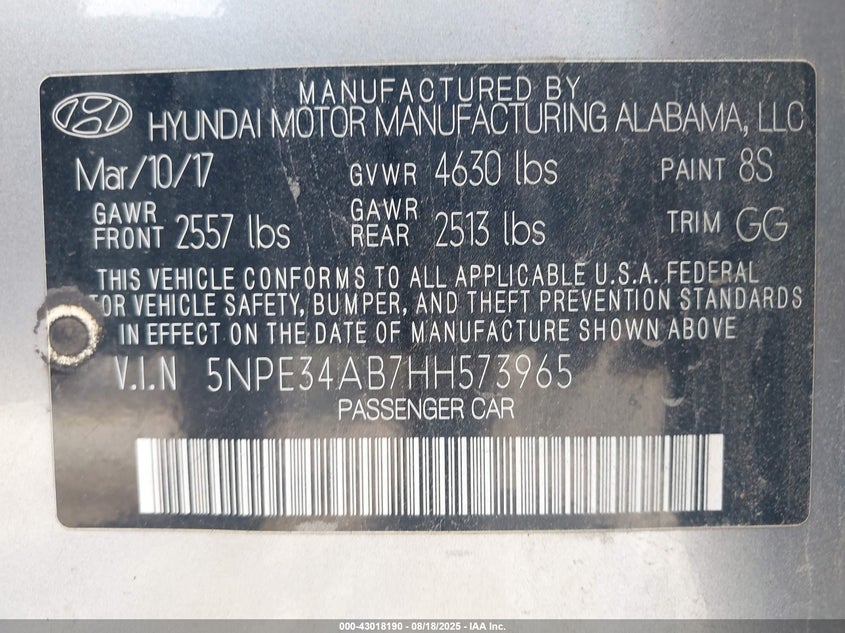 MANUFACTURED BY
HYUNDAI MOTOR MANUFACTURING ALABAMA, LLC
Mar/10/17 GVWR 4630 lbs PAINT 8S
GAWR FRONT 2557 lbs GAWR REAR 2513 lbs TRIM GG
THIS VEHICLE CONFORMS TO ALL APPLICABLE U.S.A. FEDERAL
VEHICLE SAFETY, BUMPER, AND THEFT PREVENTION STANDARDS
IN EFFECT ON THE DATE OF MANUFACTURE SHOWN ABOVE
V.I.N 5NPE34AB7HH573965
PASSENGER CAR
000-43018190 - 08/18/2025 - IAA Inc.